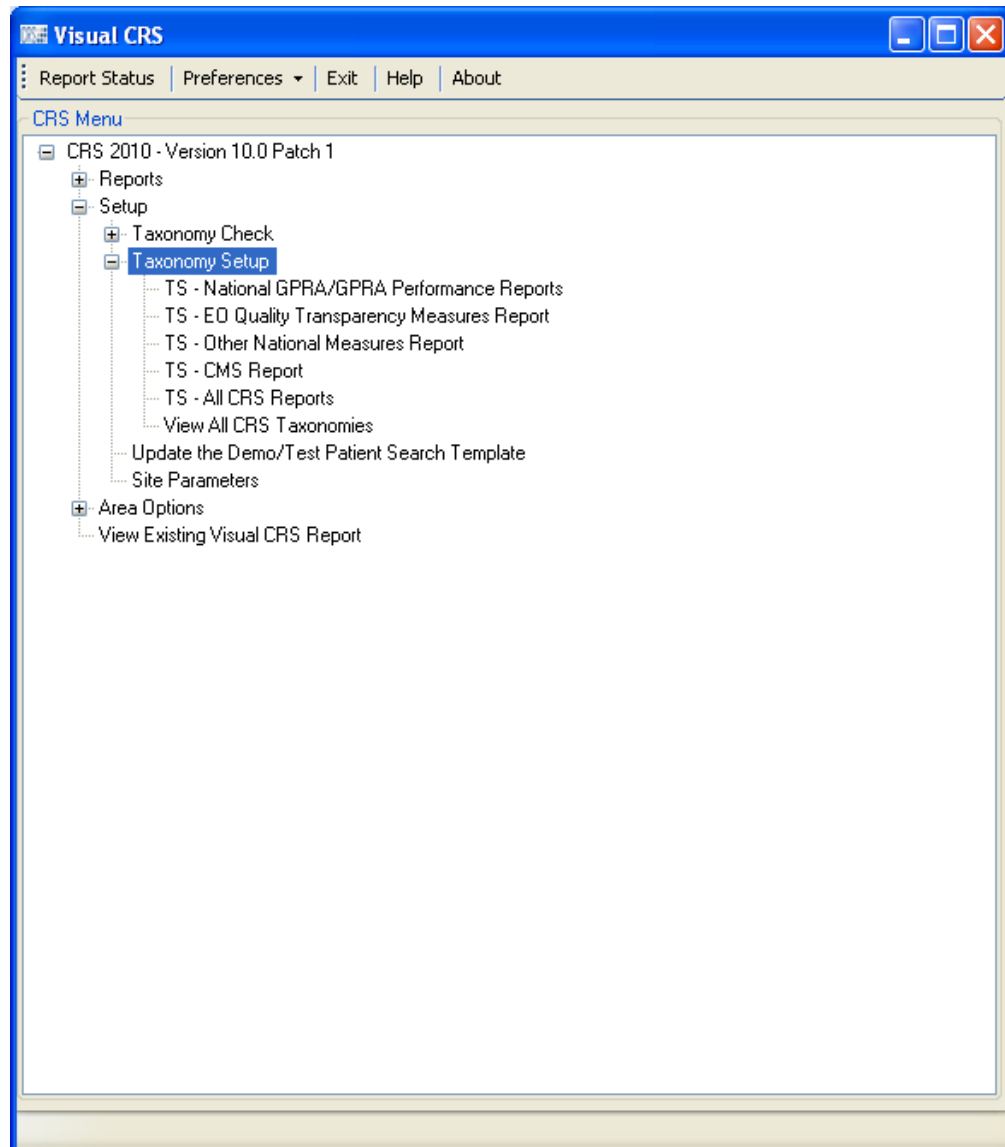 Visual CRS
Report Status Preferences Exit Help About
CRS Menu
CRS 2010 - Version 10.0 Patch 1
Reports
Setup
Taxonomy Check
Taxonomy Setup
TS - National GPRA/GPRA Performance Reports
TS - EO Quality Transparency Measures Report
TS - Other National Measures Report
TS - CMS Report
TS - All CRS Reports
View All CRS Taxonomies
Update the Demo/Test Patient Search Template
Site Parameters
Area Options
View Existing Visual CRS Report